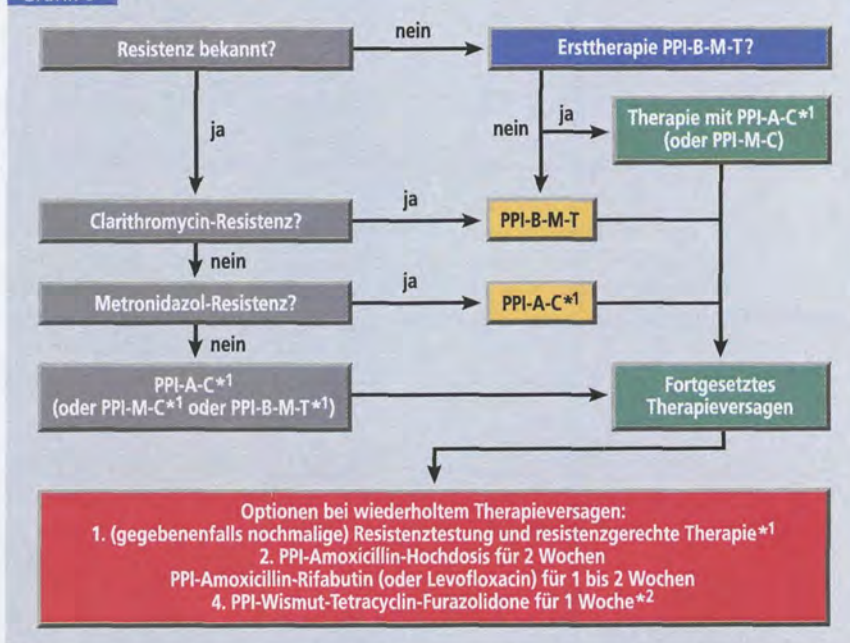 Resistenz bekannt?
nein
Ersttherapie PPI-B-M-T?
ja
nein
ja
Therapie mit PPI-A-C*1
(oder PPI-M-C)
Clarithromycin-Resistenz?
ja
PPI-B-M-T
nein
Metronidazol-Resistenz?
ja
PPI-A-C*1
nein
PPI-A-C*1
(oder PPI-M-C*1 oder PPI-B-M-T*1)
Fortgesetztes
Therapieversagen
Optionen bei wiederholtem Therapieversagen:
1. (gegebenenfalls nochmalige) Resistenztestung und resistenzgerechte Therapie*1
2. PPI-Amoxicillin-Hochdosis für 2 Wochen
PPI-Amoxicillin-Rifabutin (oder Levofloxacin) für 1 bis 2 Wochen
4. PPI-Wismut-Tetracyclin-Furazolidone für 1 Woche*2